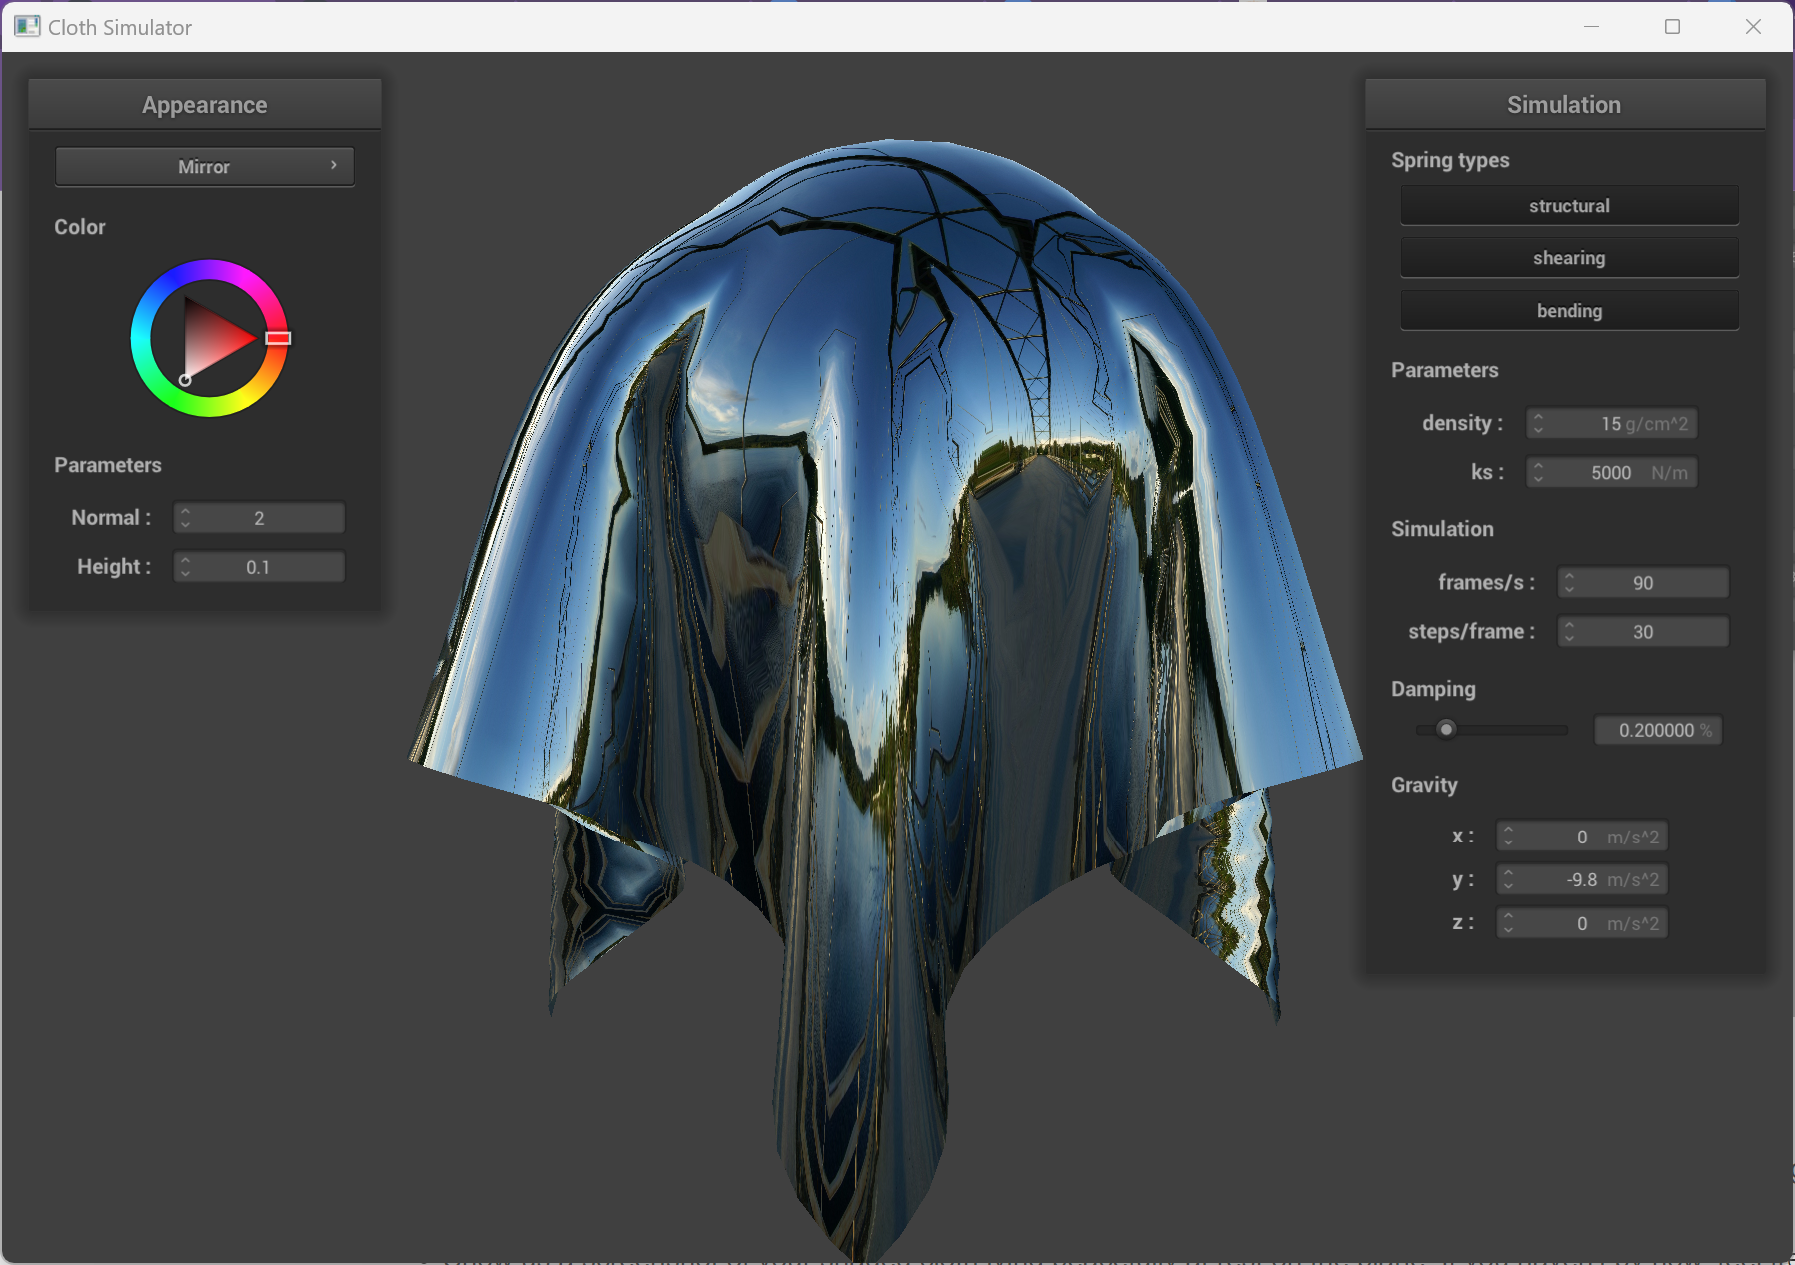 Cloth Simulator
Appearance
Mirror
Color
Parameters
Normal : 2
Height : 0.1
Simulation
Spring types
structural
shearing
bending
Parameters
density : 15 g/cm^2
ks : 5000 N/m
Simulation
frames/s : 90
steps/frame : 30
Damping
0.200000 %
Gravity
x : 0 m/s^2
y : -9.8 m/s^2
z : 0 m/s^2